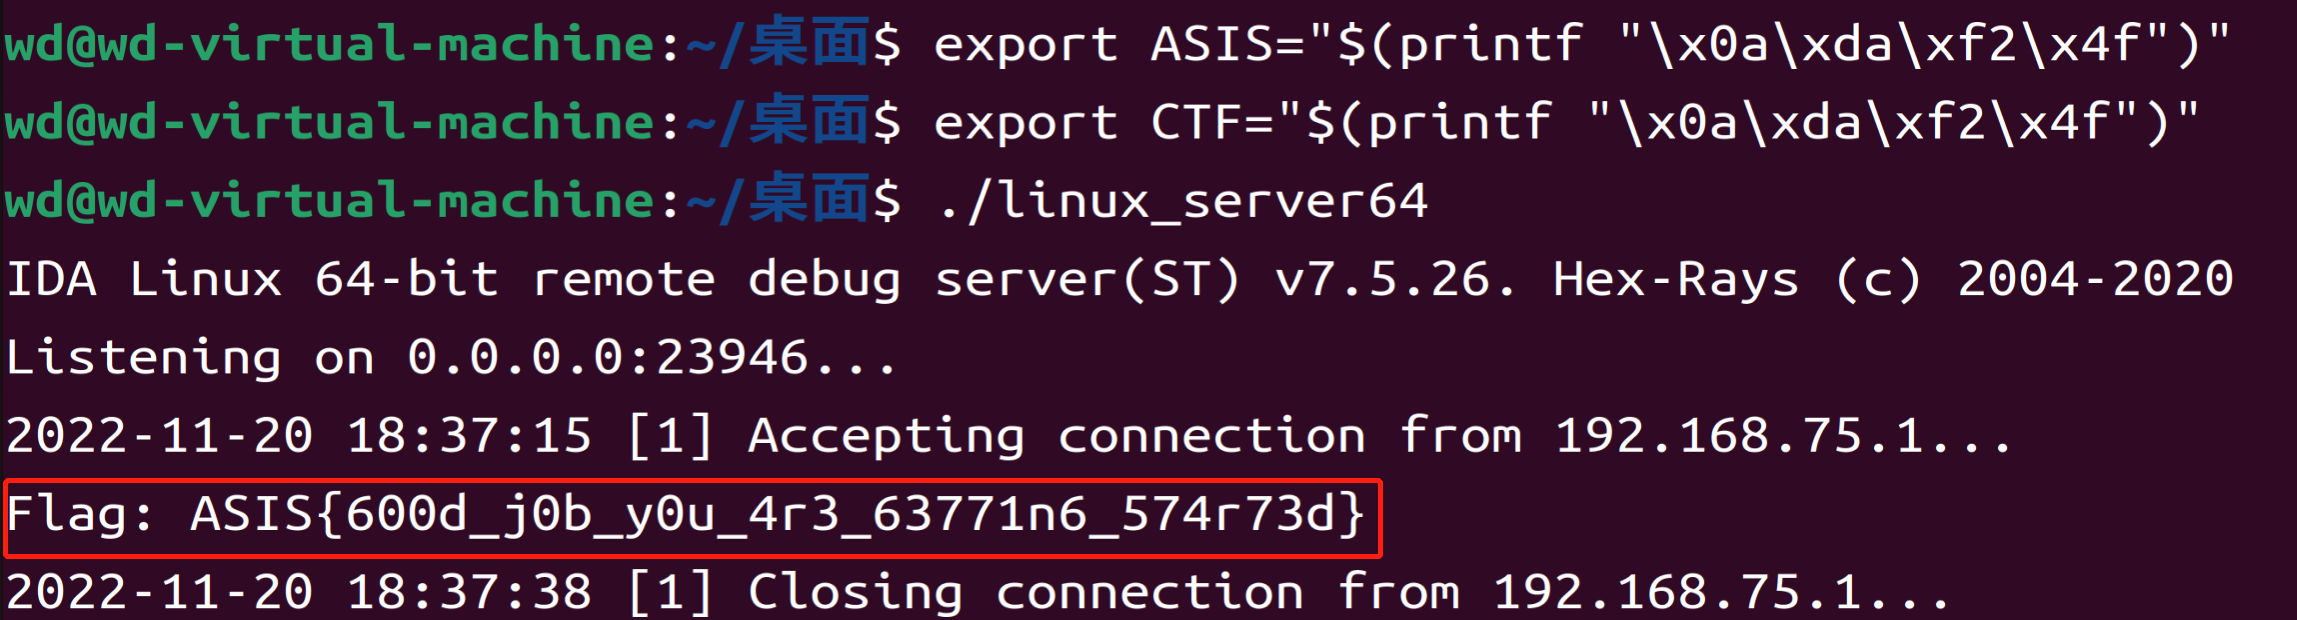 wd@wd-virtual-machine:~/桌面$ export ASIS="$(printf "\x0a\xda\xf2\x4f")"
wd@wd-virtual-machine:~/桌面$ export CTF="$(printf "\x0a\xda\xf2\x4f")"
wd@wd-virtual-machine:~/桌面$ ./linux_server64
IDA Linux 64-bit remote debug server(ST) v7.5.26. Hex-Rays (c) 2004-2020
Listening on 0.0.0.0:23946...
2022-11-20 18:37:15 [1] Accepting connection from 192.168.75.1...
Flag: ASIS{600d_j0b_y0u_4r3_63771n6_574r73d}
2022-11-20 18:37:38 [1] Closing connection from 192.168.75.1...